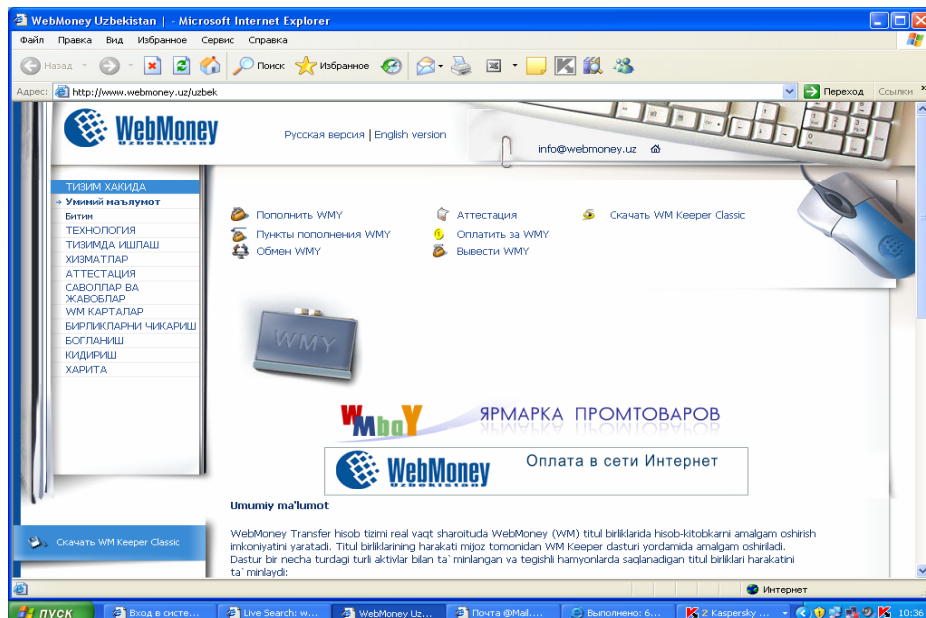 WebMoney Uzbekistan | - Microsoft Internet Explorer
Файл Правка Вид Избранное Сервис Справка
Назад Поиск Избранное
Адрес: http://www.webmoney.uz/uzbek Переход Ссылки
WebMoney
UZBEKISTAN
Русская версия | English version
info@webmoney.uz
ТИЗИМ ХАКИДА
Умимий маълумот
Битим
ТЕХНОЛОГИЯ
ТИЗИМДА ИШЛАШ
ХИЗМАТЛАР
АТТЕСТАЦИЯ
САВОЛЛАР ВА
ЖАВОБЛАР
WM КАРТАЛАР
БИРЛИКЛАРНИ ЧИКАРИШ
БОГЛАНИШ
КИДИРИШ
ХАРИТА
Пополнить WMY Аттестация Скачать WM Keeper Classic
Пункты пополнения WMY Оплатить за WMY
Обмен WMY Вывести WMY
WMY
WMbaY ЯРМАРКА ПРОМТОВАРОВ
WebMoney Оплата в сети Интернет
UZBEKISTAN
Umumiy ma'lumot
WebMoney Transfer hisob tizimi real vaqt sharoituda WebMoney (WM) titul birliklarida hisob-kitobkarni amalgam oshirish
imkoniyatini yaratadi. Titul birliklarining harakati mijoz tomonidan WM Keeper dasturi yordamida amalgam oshiriladi.
Dastur bir necha turdagi turli aktivlar bilan ta`minlangan va tegishli hamyonlarda saqlanadigan titul birliklari harakatini
ta`minlaydi:
Скачать WM Keeper Classic
Интернет
пуск Вход в систе... Live Search: w... WebMoney Uz... Почта @Mail.... Выполнено: 6... 2 Kaspersky ... 10:36